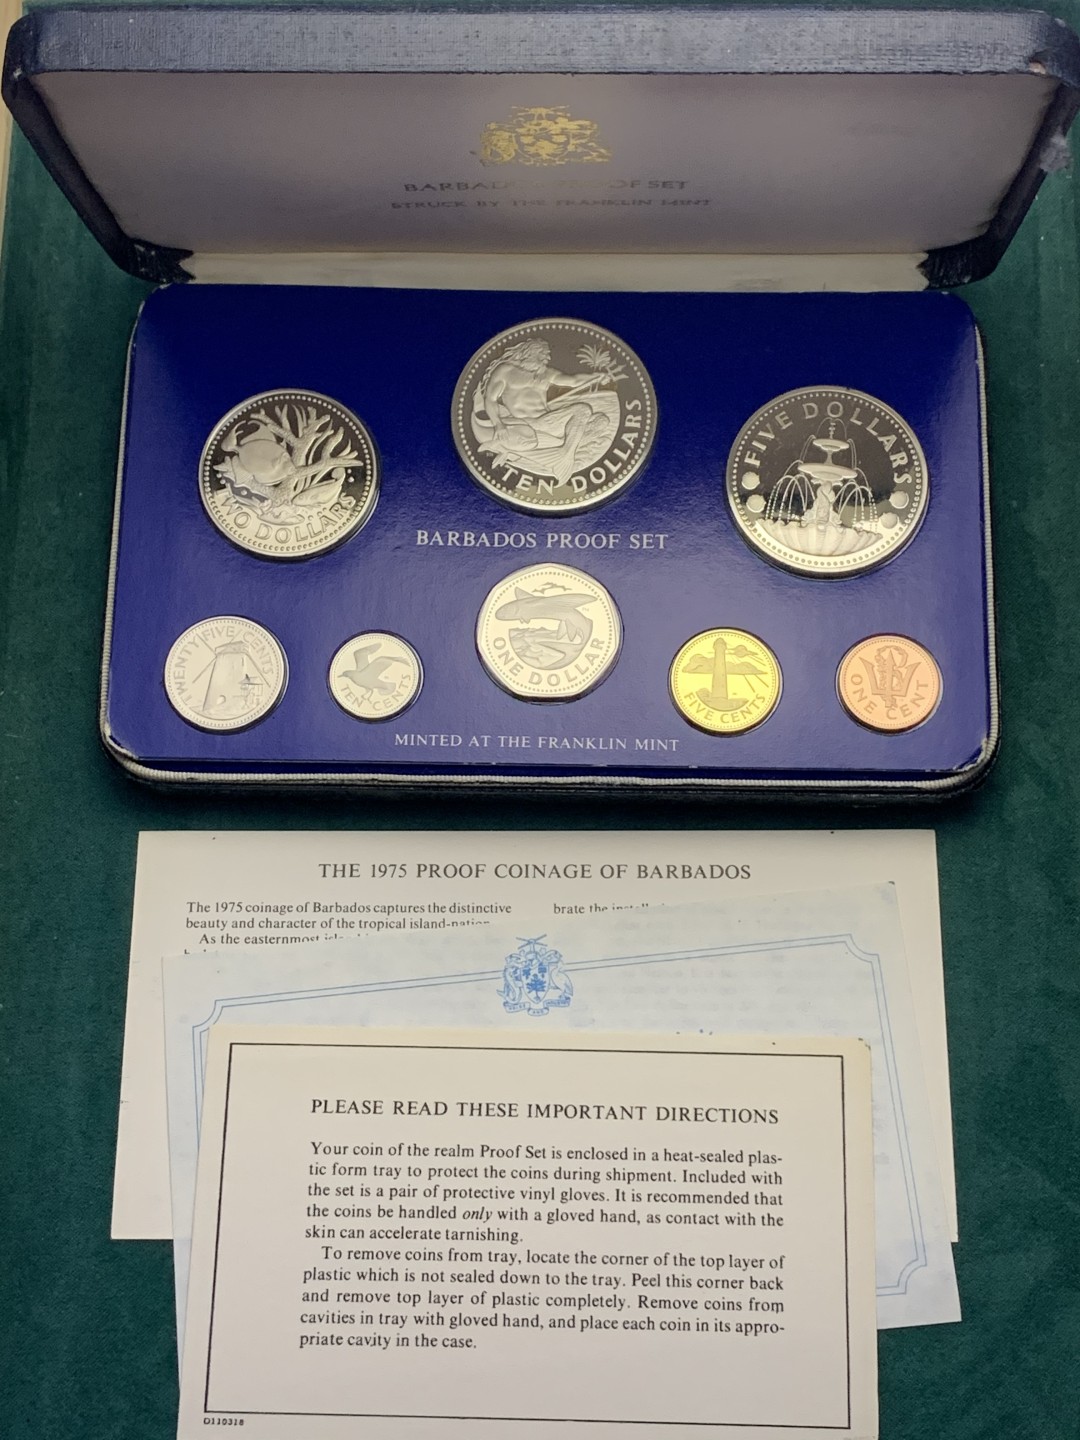 BARBADOS PROOF SET
STRUCK BY THE FRANKLIN MINT
TEN DOLLARS
TWO DOLLARS
FIVE DOLLARS
BARBADOS PROOF SET
TWENTY FIVE CENTS
TEN CENTS
ONE DOLLAR
FIVE CENTS
ONE CENT
MINTED AT THE FRANKLIN MINT
THE 1975 PROOF COINAGE OF BARBADOS
The 1975 coinage of Barbados captures the distinctive
beauty and character of the tropical island-nation
As the easternmost
brate the
PLEASE READ THESE IMPORTANT DIRECTIONS
Your coin of the realm Proof Set is enclosed in a heat-sealed plas-
tic form tray to protect the coins during shipment. Included with
the set is a pair of protective vinyl gloves. It is recommended that
the coins be handled only with a gloved hand, as contact with the
skin can accelerate tarnishing.
To remove coins from tray, locate the corner of the top layer of
plastic which is not sealed down to the tray. Peel this corner back
and remove top layer of plastic completely. Remove coins from
cavities in tray with gloved hand, and place each coin in its appro-
priate cavity in the case.
D110318